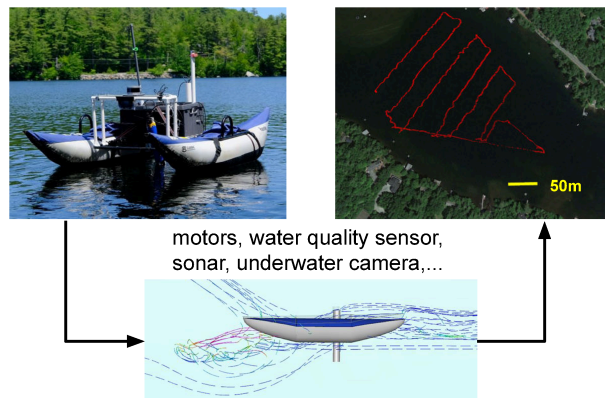 50m
motors, water quality sensor,
sonar, underwater camera,...